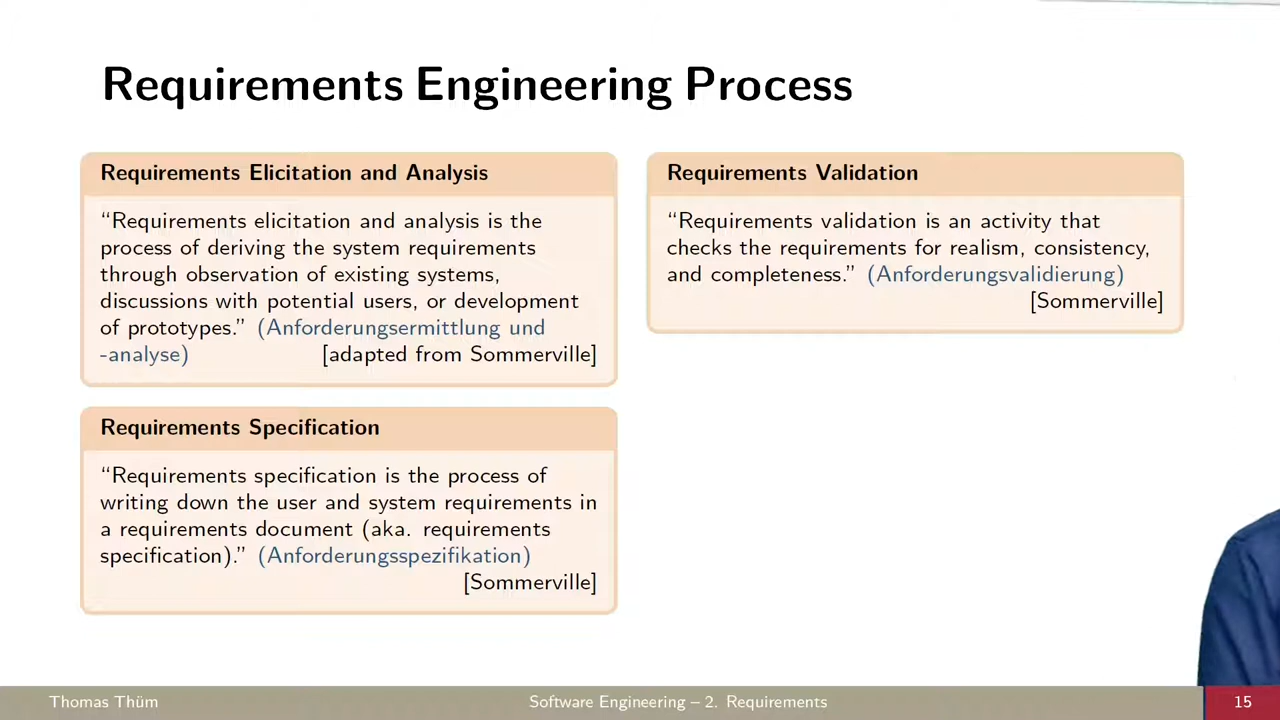 Requirements Engineering Process
Requirements Elicitation and Analysis
“Requirements elicitation and analysis is the
process of deriving the system requirements
through observation of existing systems,
discussions with potential users, or development
of prototypes.” (Anforderungsermittlung und
-analyse) [adapted from Sommerville]
Requirements Specification
“Requirements specification is the process of
writing down the user and system requirements in
a requirements document (aka. requirements
specification).” (Anforderungsspezifikation)
[Sommerville]
Requirements Validation
“Requirements validation is an activity that
checks the requirements for realism, consistency,
and completeness.” (Anforderungsvalidierung)
[Sommerville]
Thomas Thüm Software Engineering – 2. Requirements 15